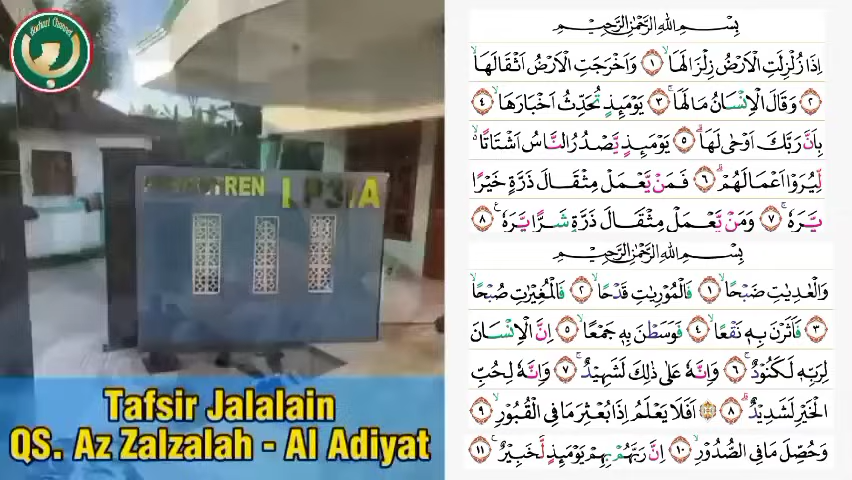 Tafsir Jalalain
QS. Az Zalzalah - Al Adiyat
بِسْمِ اللّٰهِ الرَّحْمٰنِ الرَّحِيْمِ
اِذَا زُلْزِلَتِ الْاَرْضُ زِلْزَالَهَاۙ ١ وَاَخْرَجَتِ الْاَرْضُ اَثْقَالَهَاۙ
٢ وَقَالَ الْاِنْسَانُ مَا لَهَاۚ ٣ يَوْمَئِذٍ تُحَدِّثُ اَخْبَارَهَاۙ ٤
بِاَنَّ رَبَّكَ اَوْحٰى لَهَاۗ ٥ يَوْمَئِذٍ يَّصْدُرُ النَّاسُ اَشْتَاتًا ەۙ
لِّيُرَوْا اَعْمَالَهُمْۗ ٦ فَمَنْ يَّعْمَلْ مِثْقَالَ ذَرَّةٍ خَيْرًا
يَّرَهٗۚ ٧ وَمَنْ يَّعْمَلْ مِثْقَالَ ذَرَّةٍ شَرًّا يَّرَهٗ ࣖ ٨
بِسْمِ اللّٰهِ الرَّحْمٰنِ الرَّحِيْمِ
وَالْعٰدِيٰتِ ضَبْحًاۙ ١ فَالْمُوْرِيٰتِ قَدْحًاۙ ٢ فَالْمُغِيْرٰتِ صُبْحًاۙ
٣ فَاَثَرْنَ بِهٖ نَقْعًاۙ ٤ فَوَسَطْنَ بِهٖ جَمْعًاۙ ٥ اِنَّ الْاِنْسَانَ
لِرَبِّهٖ لَكَنُوْدٌۚ ٦ وَاِنَّهٗ عَلٰى ذٰلِكَ لَشَهِيْدٌۚ ٧ وَاِنَّهٗ لِحُبِّ
الْخَيْرِ لَشَدِيْدٌۗ ٨ ۞ اَفَلَا يَعْلَمُ اِذَا بُعْثِرَ مَا فِى الْقُبُوْرِۙ ٩
وَحُصِّلَ مَا فِى الصُّدُوْرِۙ ١٠ اِنَّ رَبَّهُمْ بِهِمْ يَوْمَئِذٍ لَّخَبِيْرٌ ࣖ ١١